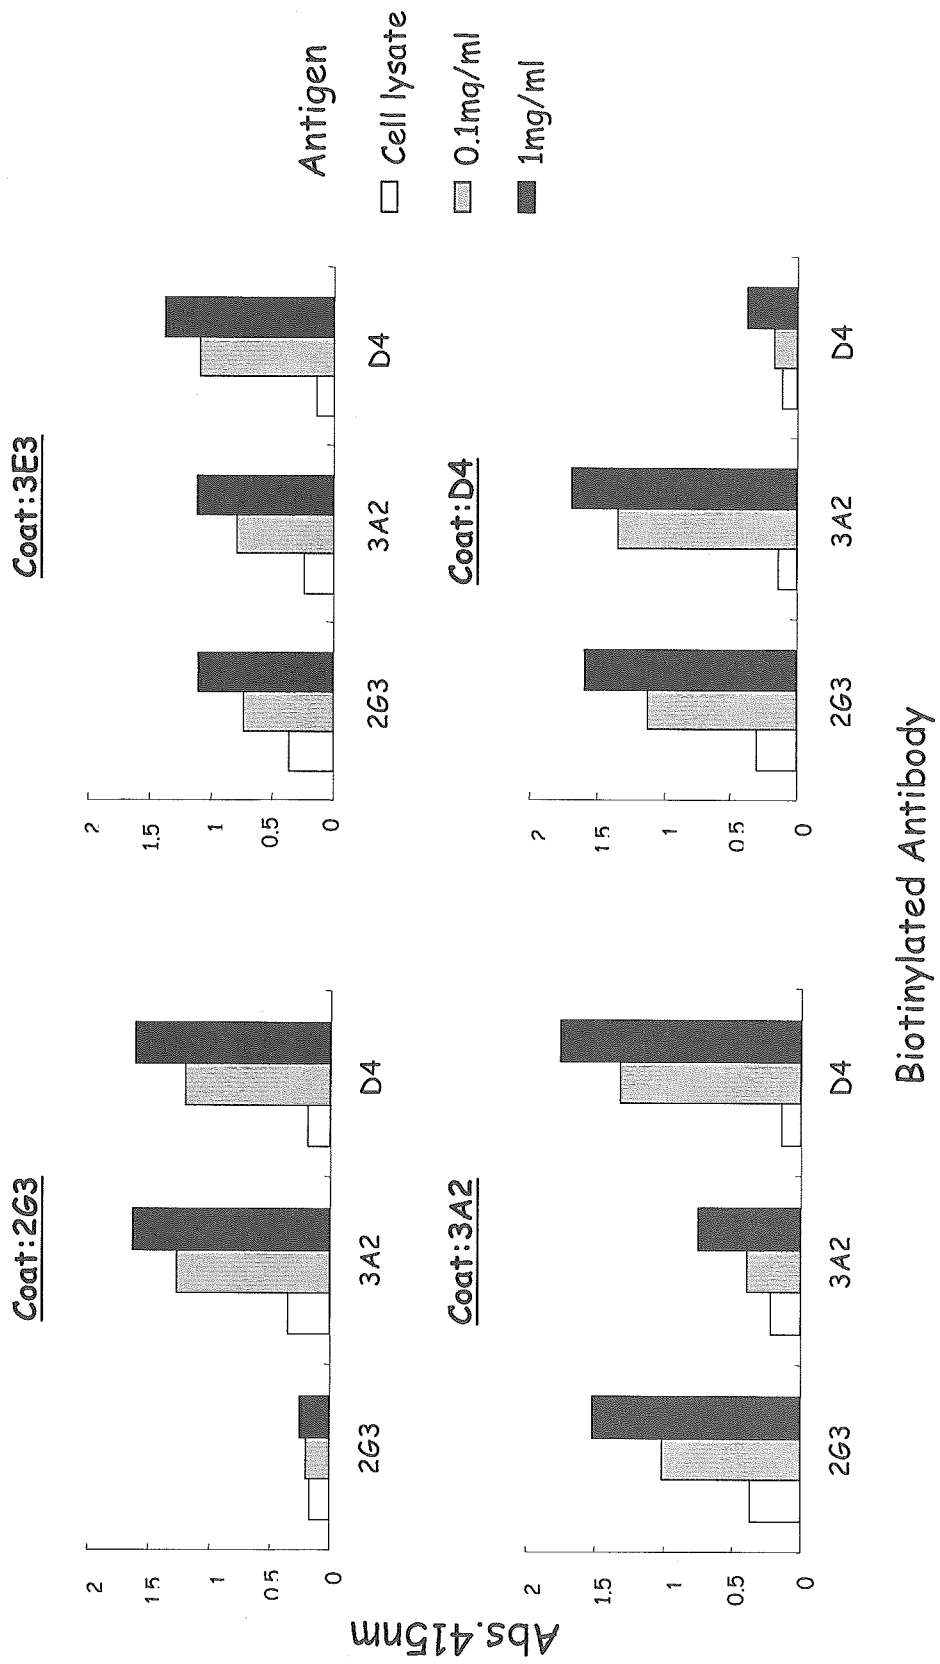 Coat:2G3
2
1.5
1
0.5
0
2G3
3A2
D4
Coat:3E3
2
1.5
1
0.5
0
2G3
3A2
D4
Antigen
Cell lysate
0.1mg/ml
1mg/ml
Abs.415nm
Coat:3A2
2
1.5
1
0.5
0
2G3
3A2
D4
Coat:D4
2
1.5
1
0.5
0
2G3
3A2
D4
Biotinylated Antibody